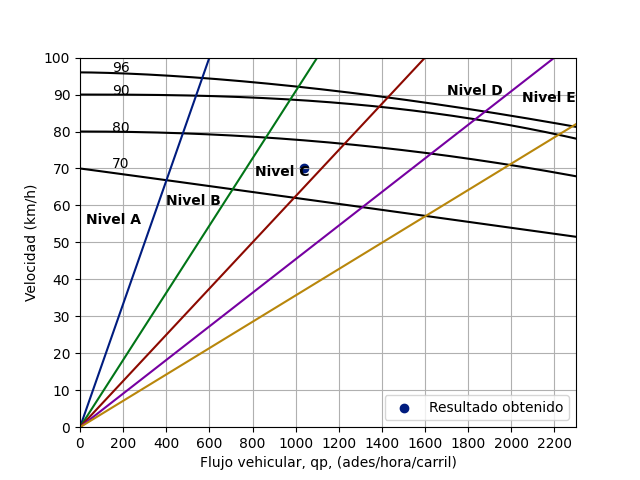 100
90
80
70
60
50
40
30
20
10
0
96
90
80
70
Nivel A
Nivel B
Nivel C
Nivel D
Nivel E
Resultado obtenido
0 200 400 600 800 1000 1200 1400 1600 1800 2000 2200
Flujo vehicular, qp, (ades/hora/carril)
Velocidad (km/h)